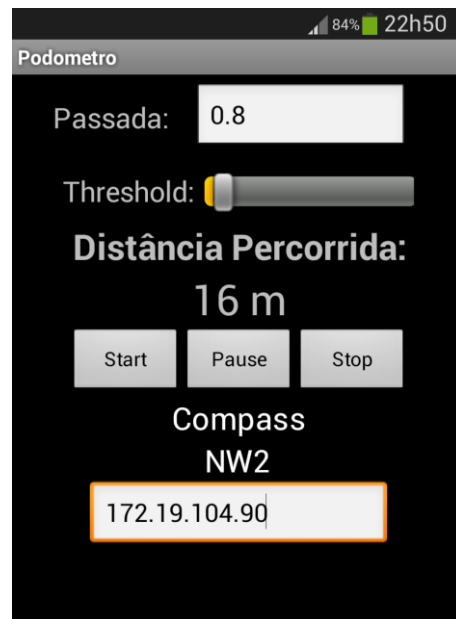 84% 22h50
Podometro
Passada: 0.8
Threshold:
Distância Percorrida:
16 m
Start Pause Stop
Compass
NW2
172.19.104.90